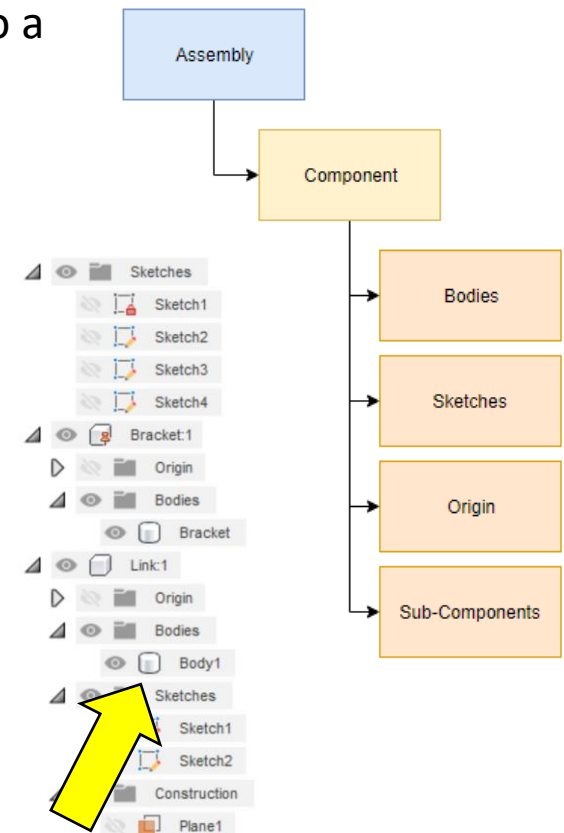 o a
Assembly
Component
Bodies
Sketches
Origin
Sub-Components
Sketches
Sketch1
Sketch2
Sketch3
Sketch4
Bracket:1
Origin
Bodies
Bracket
Link:1
Origin
Bodies
Body1
Sketches
Sketch1
Sketch2
Construction
Plane1